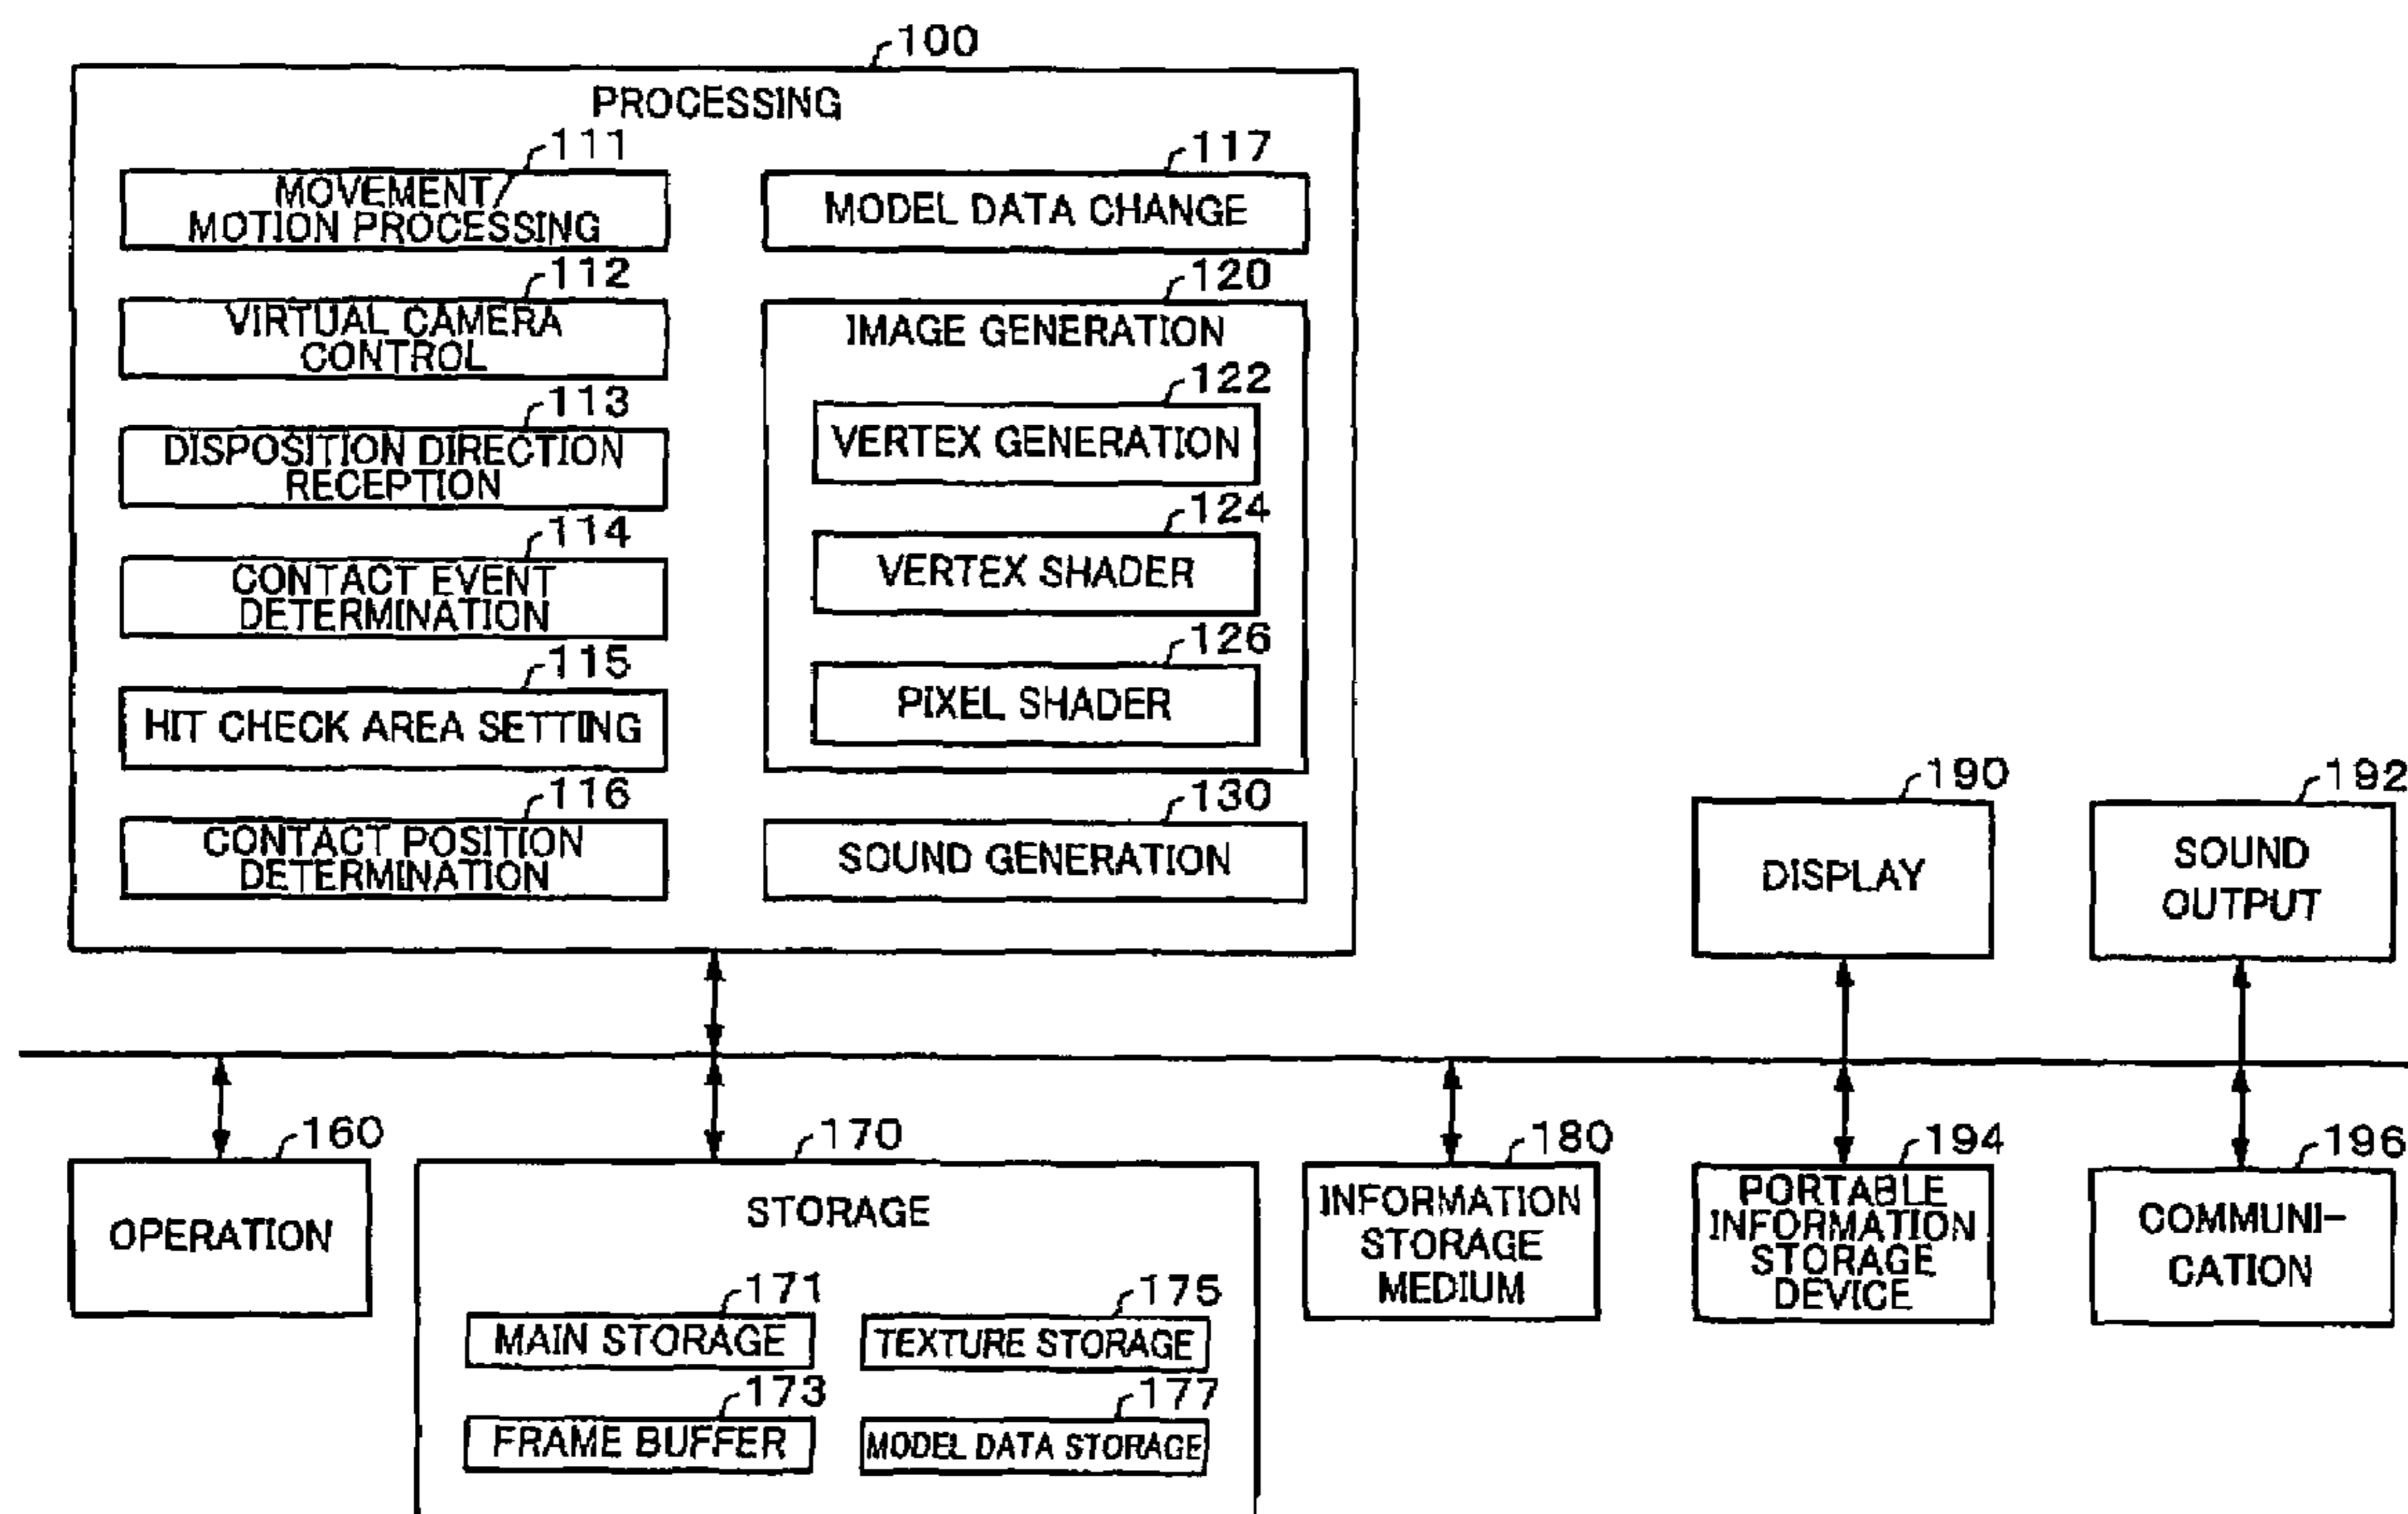 100
PROCESSING
111
MOVEMENT/
MOTION PROCESSING
112
VIRTUAL CAMERA
CONTROL
113
DISPOSITION DIRECTION
RECEPTION
114
CONTACT EVENT
DETERMINATION
115
HIT CHECK AREA SETTING
116
CONTACT POSITION
DETERMINATION
117
MODEL DATA CHANGE
120
IMAGE GENERATION
122
VERTEX GENERATION
124
VERTEX SHADER
126
PIXEL SHADER
130
SOUND GENERATION
190
DISPLAY
192
SOUND
OUTPUT
160
OPERATION
170
STORAGE
171
MAIN STORAGE
173
FRAME BUFFER
175
TEXTURE STORAGE
177
MODEL DATA STORAGE
180
INFORMATION
STORAGE
MEDIUM
194
PORTABLE
INFORMATION
STORAGE
DEVICE
196
COMMUNI-
CATION